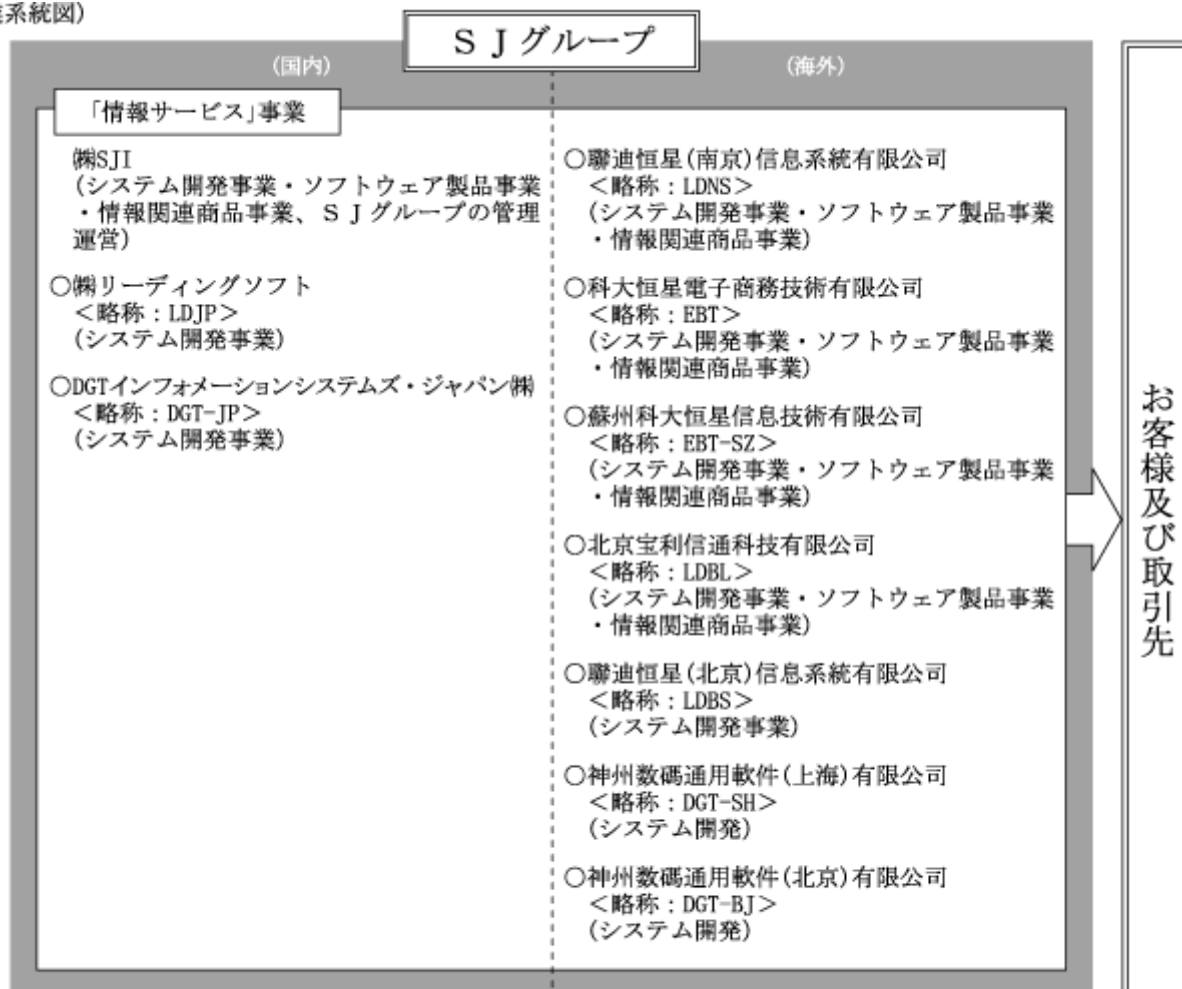 系統図)
ＳＪグループ
(国内)
(海外)
「情報サービス」事業
㈱SJI
(システム開発事業・ソフトウェア製品事業
・情報関連商品事業、ＳＪグループの管理
運営)
○㈱リーディングソフト
＜略称：LDJP＞
(システム開発事業)
○DGTインフォメーションシステムズ・ジャパン㈱
＜略称：DGT-JP＞
(システム開発事業)
○聯迪恒星(南京)信息系統有限公司
＜略称：LDNS＞
(システム開発事業・ソフトウェア製品事業
・情報関連商品事業)
○科大恒星電子商務技術有限公司
＜略称：EBT＞
(システム開発事業・ソフトウェア製品事業
・情報関連商品事業)
○蘇州科大恒星信息技術有限公司
＜略称：EBT-SZ＞
(システム開発事業・ソフトウェア製品事業
・情報関連商品事業)
○北京宝利信通科技有限公司
＜略称：LDBL＞
(システム開発事業・ソフトウェア製品事業
・情報関連商品事業)
○聯迪恒星(北京)信息系統有限公司
＜略称：LDBS＞
(システム開発事業)
○神州数碼通用軟件(上海)有限公司
＜略称：DGT-SH＞
(システム開発)
○神州数碼通用軟件(北京)有限公司
＜略称：DGT-BJ＞
(システム開発)
お客様及び取引先